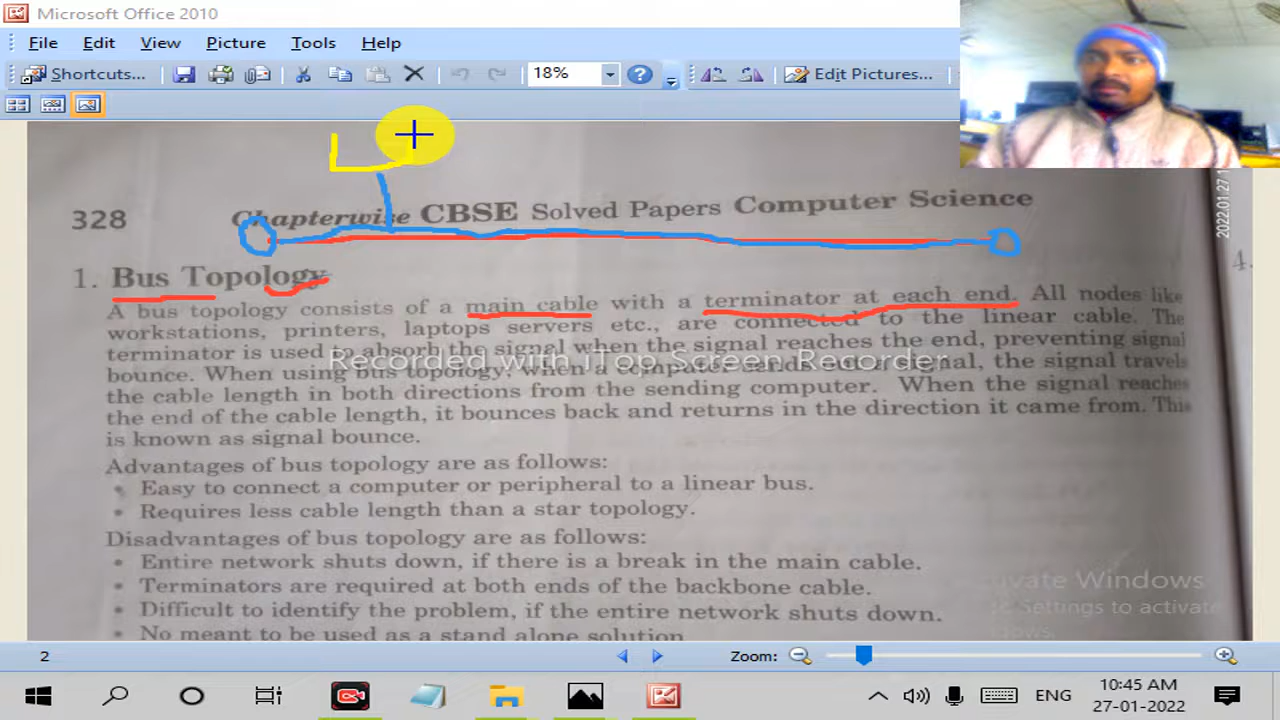 Microsoft Office 2010
File Edit View Picture Tools Help
Shortcuts... 18% Edit Pictures...
328 Chapterwise CBSE Solved Papers Computer Science
2022.01.27 1
4.
1. Bus Topology
A bus topology consists of a main cable with a terminator at each end. All nodes like
workstations, printers, laptops servers etc., are connected to the linear cable. The
terminator is used to absorb the signal when the signal reaches the end, preventing signal
Recorded with iTop Screen Recorder
bounce. When using bus topology, when a computer sends out a signal, the signal travels
the cable length in both directions from the sending computer. When the signal reaches
the end of the cable length, it bounces back and returns in the direction it came from. This
is known as signal bounce.
Advantages of bus topology are as follows:
• Easy to connect a computer or peripheral to a linear bus.
• Requires less cable length than a star topology.
Disadvantages of bus topology are as follows:
• Entire network shuts down, if there is a break in the main cable.
• Terminators are required at both ends of the backbone cable.
• Difficult to identify the problem, if the entire network shuts down.
• No meant to be used as a stand alone solution
Windows
Settings to activate
2 Zoom:
ENG 10:45 AM
27-01-2022